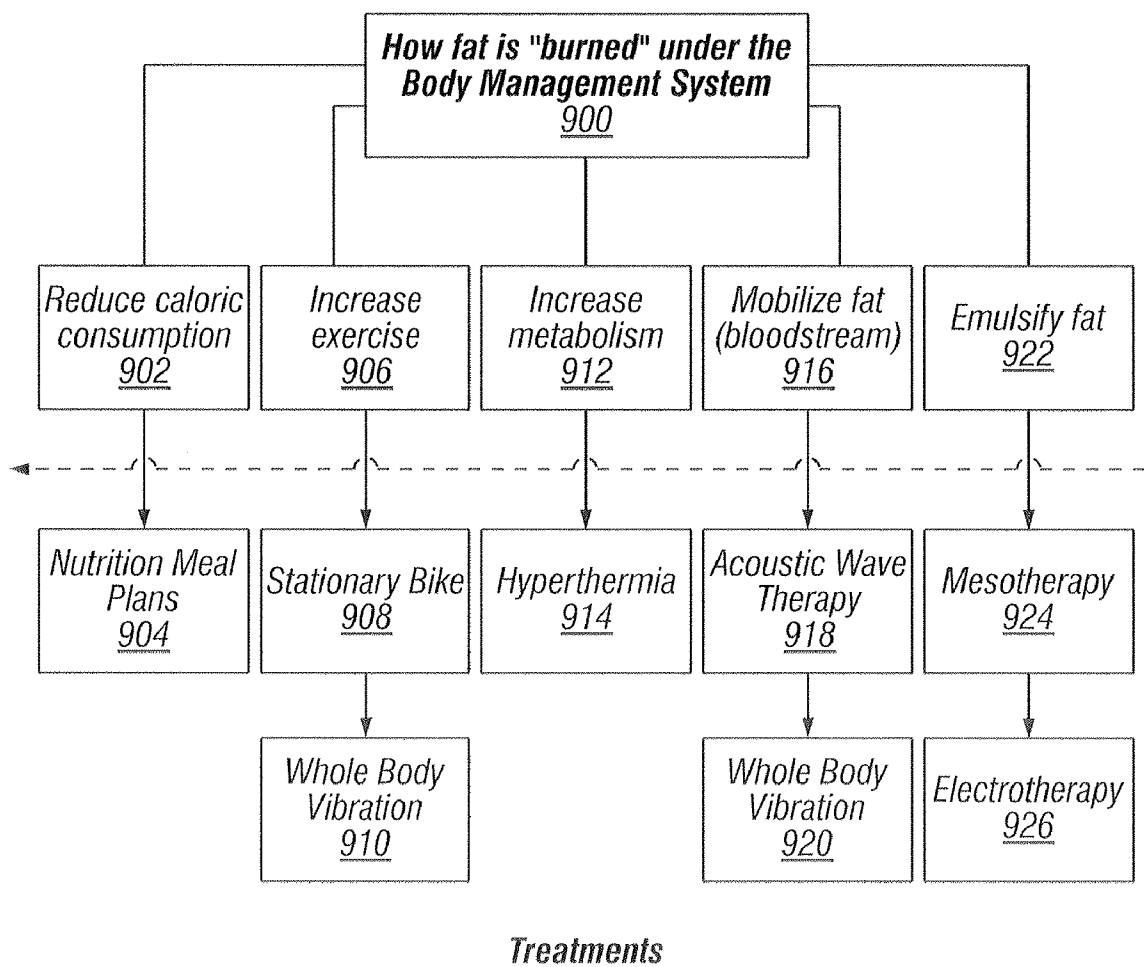 How fat is "burned" under the
Body Management System
900
Reduce caloric
consumption
902
Increase
exercise
906
Increase
metabolism
912
Mobilize fat
(bloodstream)
916
Emulsify fat
922
Nutrition Meal
Plans
904
Stationary Bike
908
Hyperthermia
914
Acoustic Wave
Therapy
918
Mesotherapy
924
Whole Body
Vibration
910
Whole Body
Vibration
920
Electrotherapy
926
Treatments